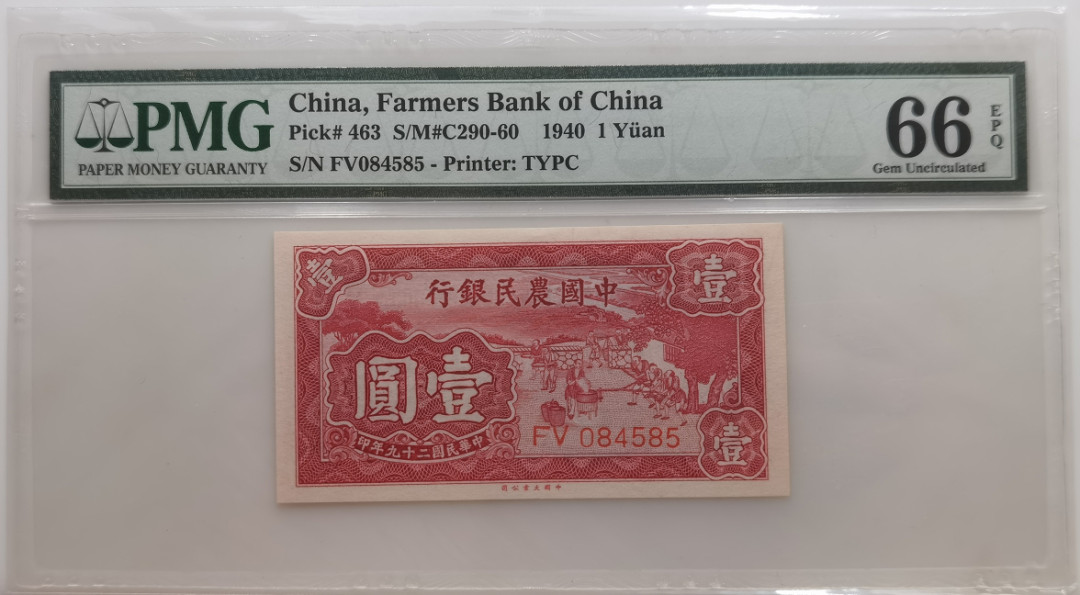 PMG
PAPER MONEY GUARANTY
China, Farmers Bank of China
Pick# 463 S/M#C290-60 1940 1 Yüan
S/N FV084585 - Printer: TYPC
66
EPQ
Gem Uncirculated
壹
行銀民農國中
壹
圓壹
FV 084585
印年九十二國民華中
壹